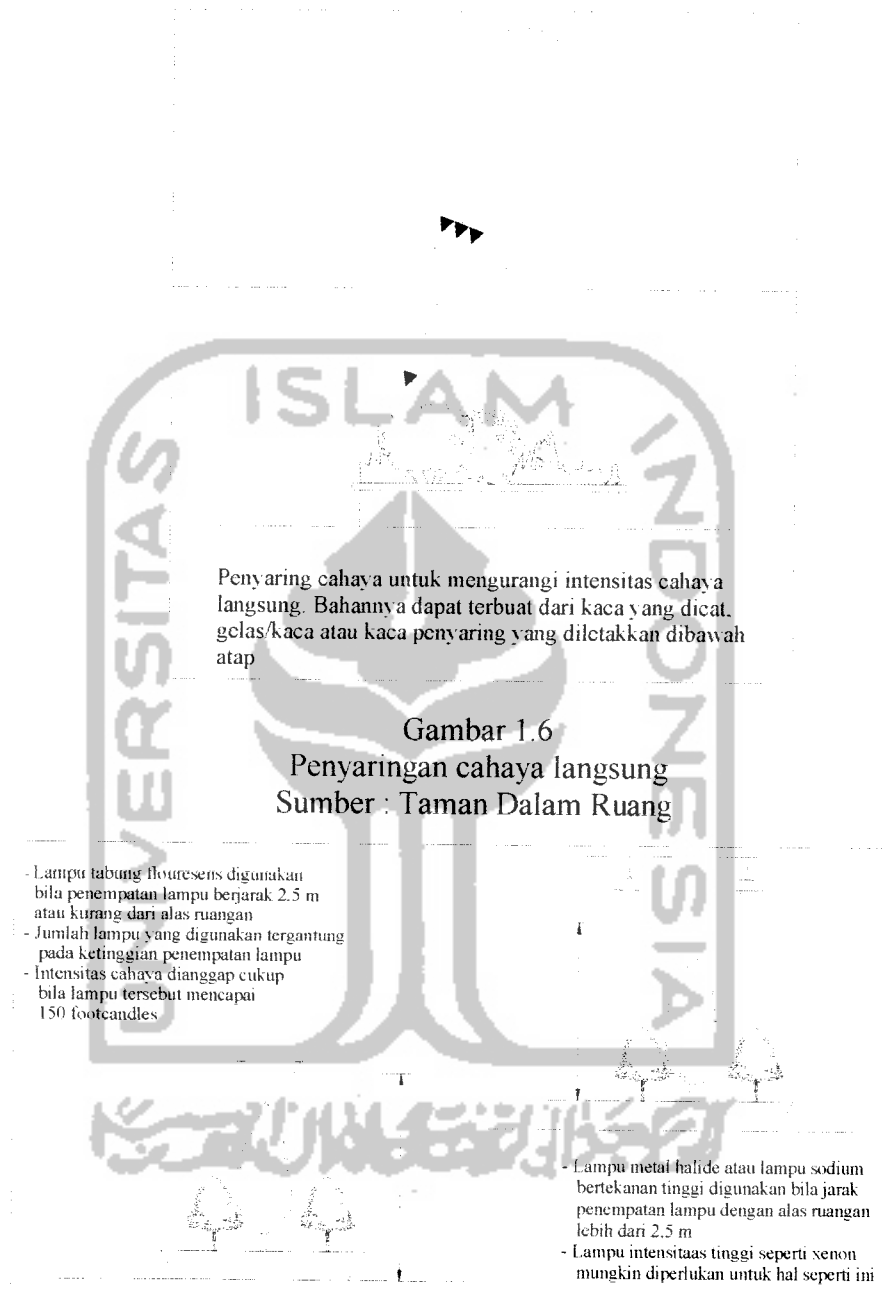 Penyaring cahaya untuk mengurangi intensitas cahaya
langsung. Bahannya dapat terbuat dari kaca yang dicat,
gelas/kaca atau kaca penyaring yang diletakkan dibawah
atap
Gambar 1.6
Penyaringan cahaya langsung
Sumber : Taman Dalam Ruang
- Lampu tabung flouresens digunakan
bila penempatan lampu berjarak 2.5 m
atau kurang dari alas ruangan
- Jumlah lampu yang digunakan tergantung
pada ketinggian penempatan lampu
- Intensitas cahaya dianggap cukup
bila lampu tersebut mencapai
150 footcandles
- Lampu metal halide atau lampu sodium
bertekanan tinggi digunakan bila jarak
penempatan lampu dengan alas ruangan
lebih dari 2.5 m
- Lampu intensitaas tinggi seperti xenon
mungkin diperlukan untuk hal seperti ini
UNIVERSITAS
ISLAM
INDONESIA